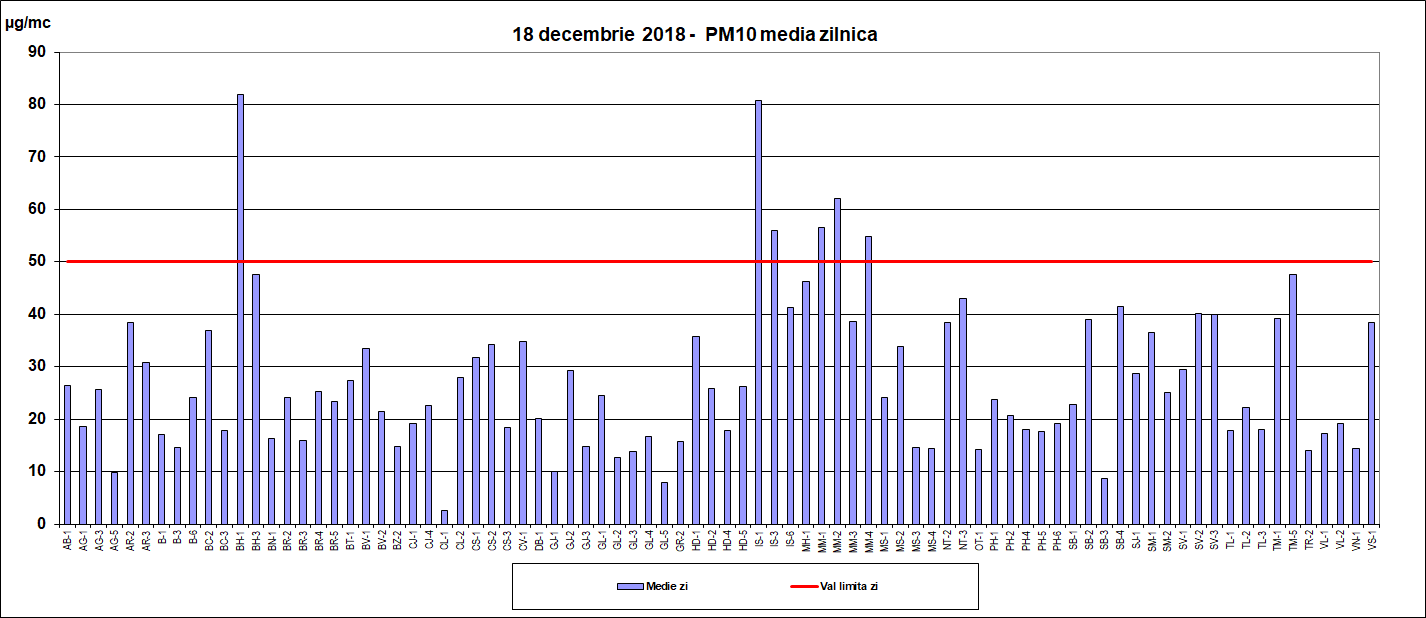 µg/mc
18 decembrie 2018 - PM10 media zilnica
90
80
70
60
50
40
30
20
10
0
AB-1
AG-1
AG-3
AG-5
AR-2
AR-3
B-1
B-3
B-6
BC-2
BC-3
BH-1
BH-3
BN-1
BR-2
BR-3
BR-4
BR-5
BT-1
BV-1
BV-2
BZ-2
CJ-1
CJ-4
CL-1
CL-2
CS-1
CS-2
CS-3
CV-1
DB-1
GJ-1
GJ-2
GJ-3
GL-1
GL-2
GL-3
GL-4
GL-5
GR-2
HD-1
HD-2
HD-4
HD-5
IS-1
IS-3
IS-6
MH-1
MM-1
MM-2
MM-3
MM-4
MS-1
MS-2
MS-3
MS-4
NT-2
NT-3
OT-1
PH-1
PH-2
PH-4
PH-5
PH-6
SB-1
SB-2
SB-3
SB-4
SJ-1
SM-1
SM-2
SV-1
SV-2
SV-3
TL-1
TL-2
TL-3
TM-1
TM-5
TR-2
VL-1
VL-2
VN-1
VS-1
Medie zi
Val limita zi